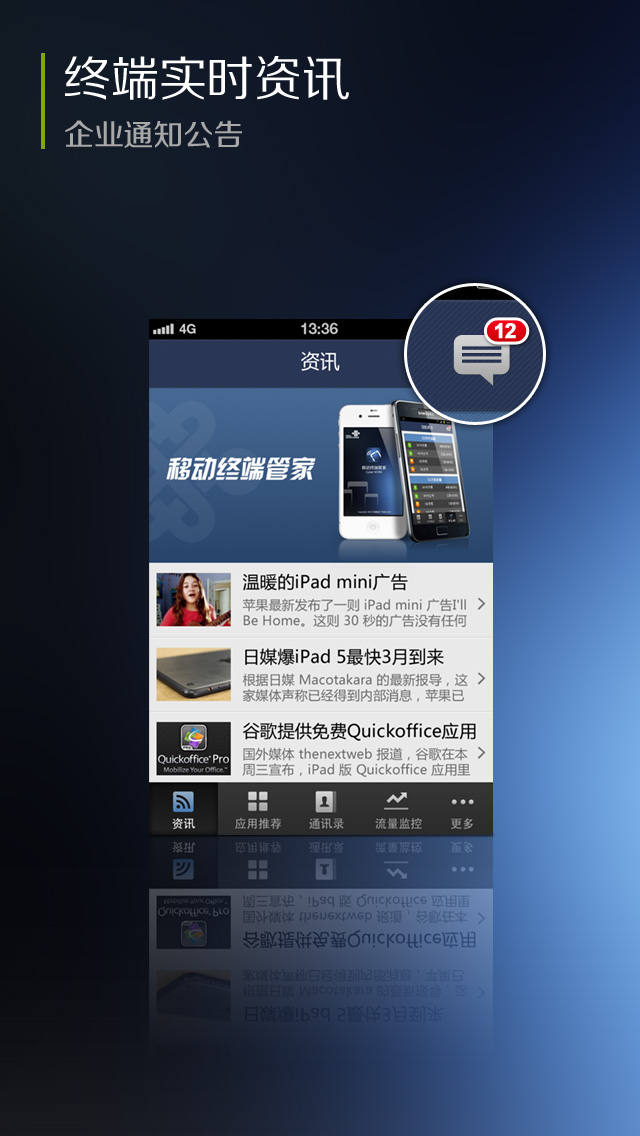 终端实时资讯
企业通知公告
4G 13:36
资讯
12
移动终端管家
移动终端管家
温暖的iPad mini广告
苹果最新发布了一则 iPad mini 广告I'll
Be Home。这则 30 秒的广告没有任何
日媒爆iPad 5最快3月到来
根据日媒 Macotakara 的最新报导，这
家媒体声称已经得到内部消息，苹果已
Quickoffice Pro
Mobilize Your Office.™
谷歌提供免费Quickoffice应用
国外媒体 thenextweb 报道，谷歌在本
周三宣布，iPad 版 Quickoffice 应用里
资讯 应用推荐 通讯录 流量监控 更多